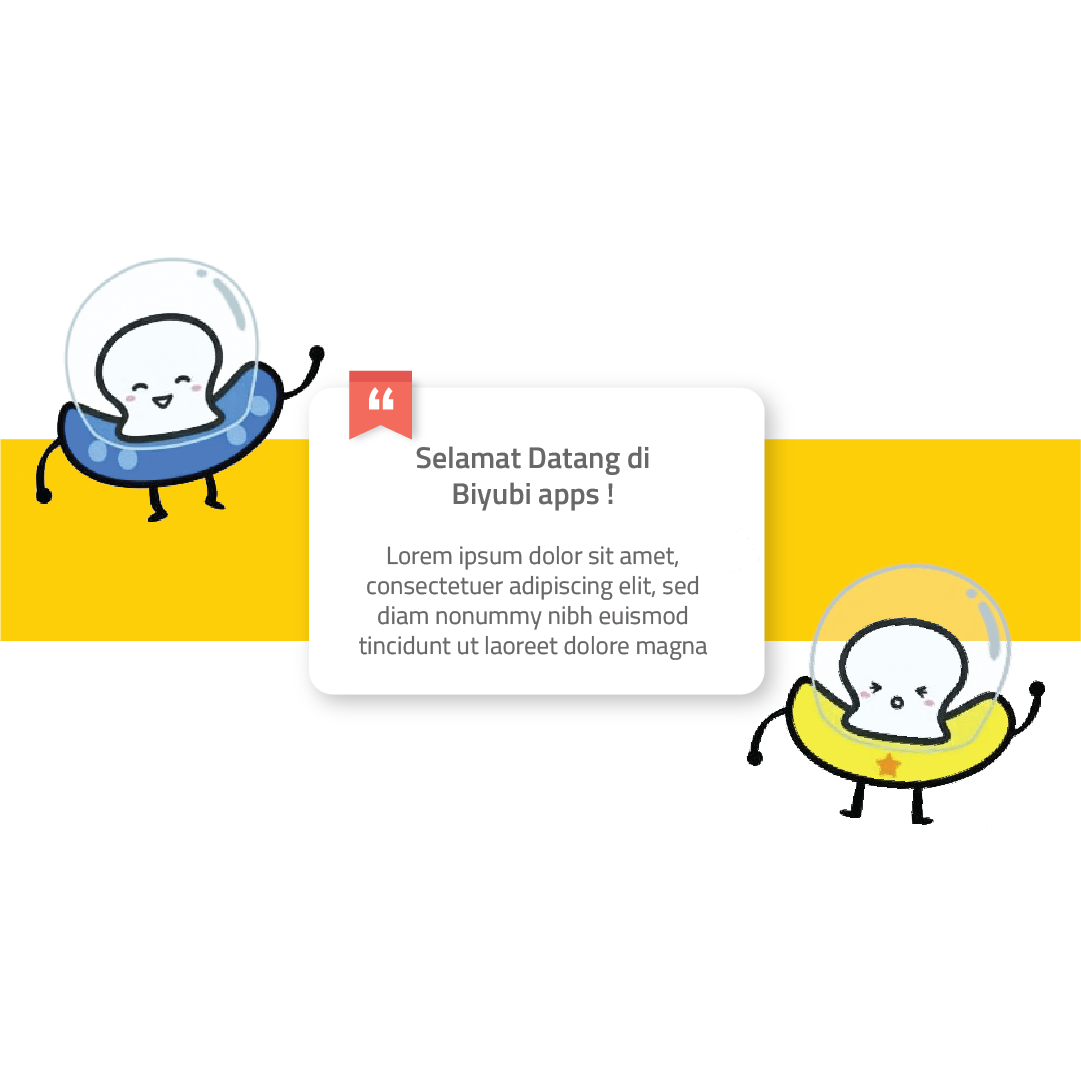 “
Selamat Datang di
Biyubi apps !
Lorem ipsum dolor sit amet,
consectetuer adipiscing elit, sed
diam nonummy nibh euismod
tincidunt ut laoreet dolore magna